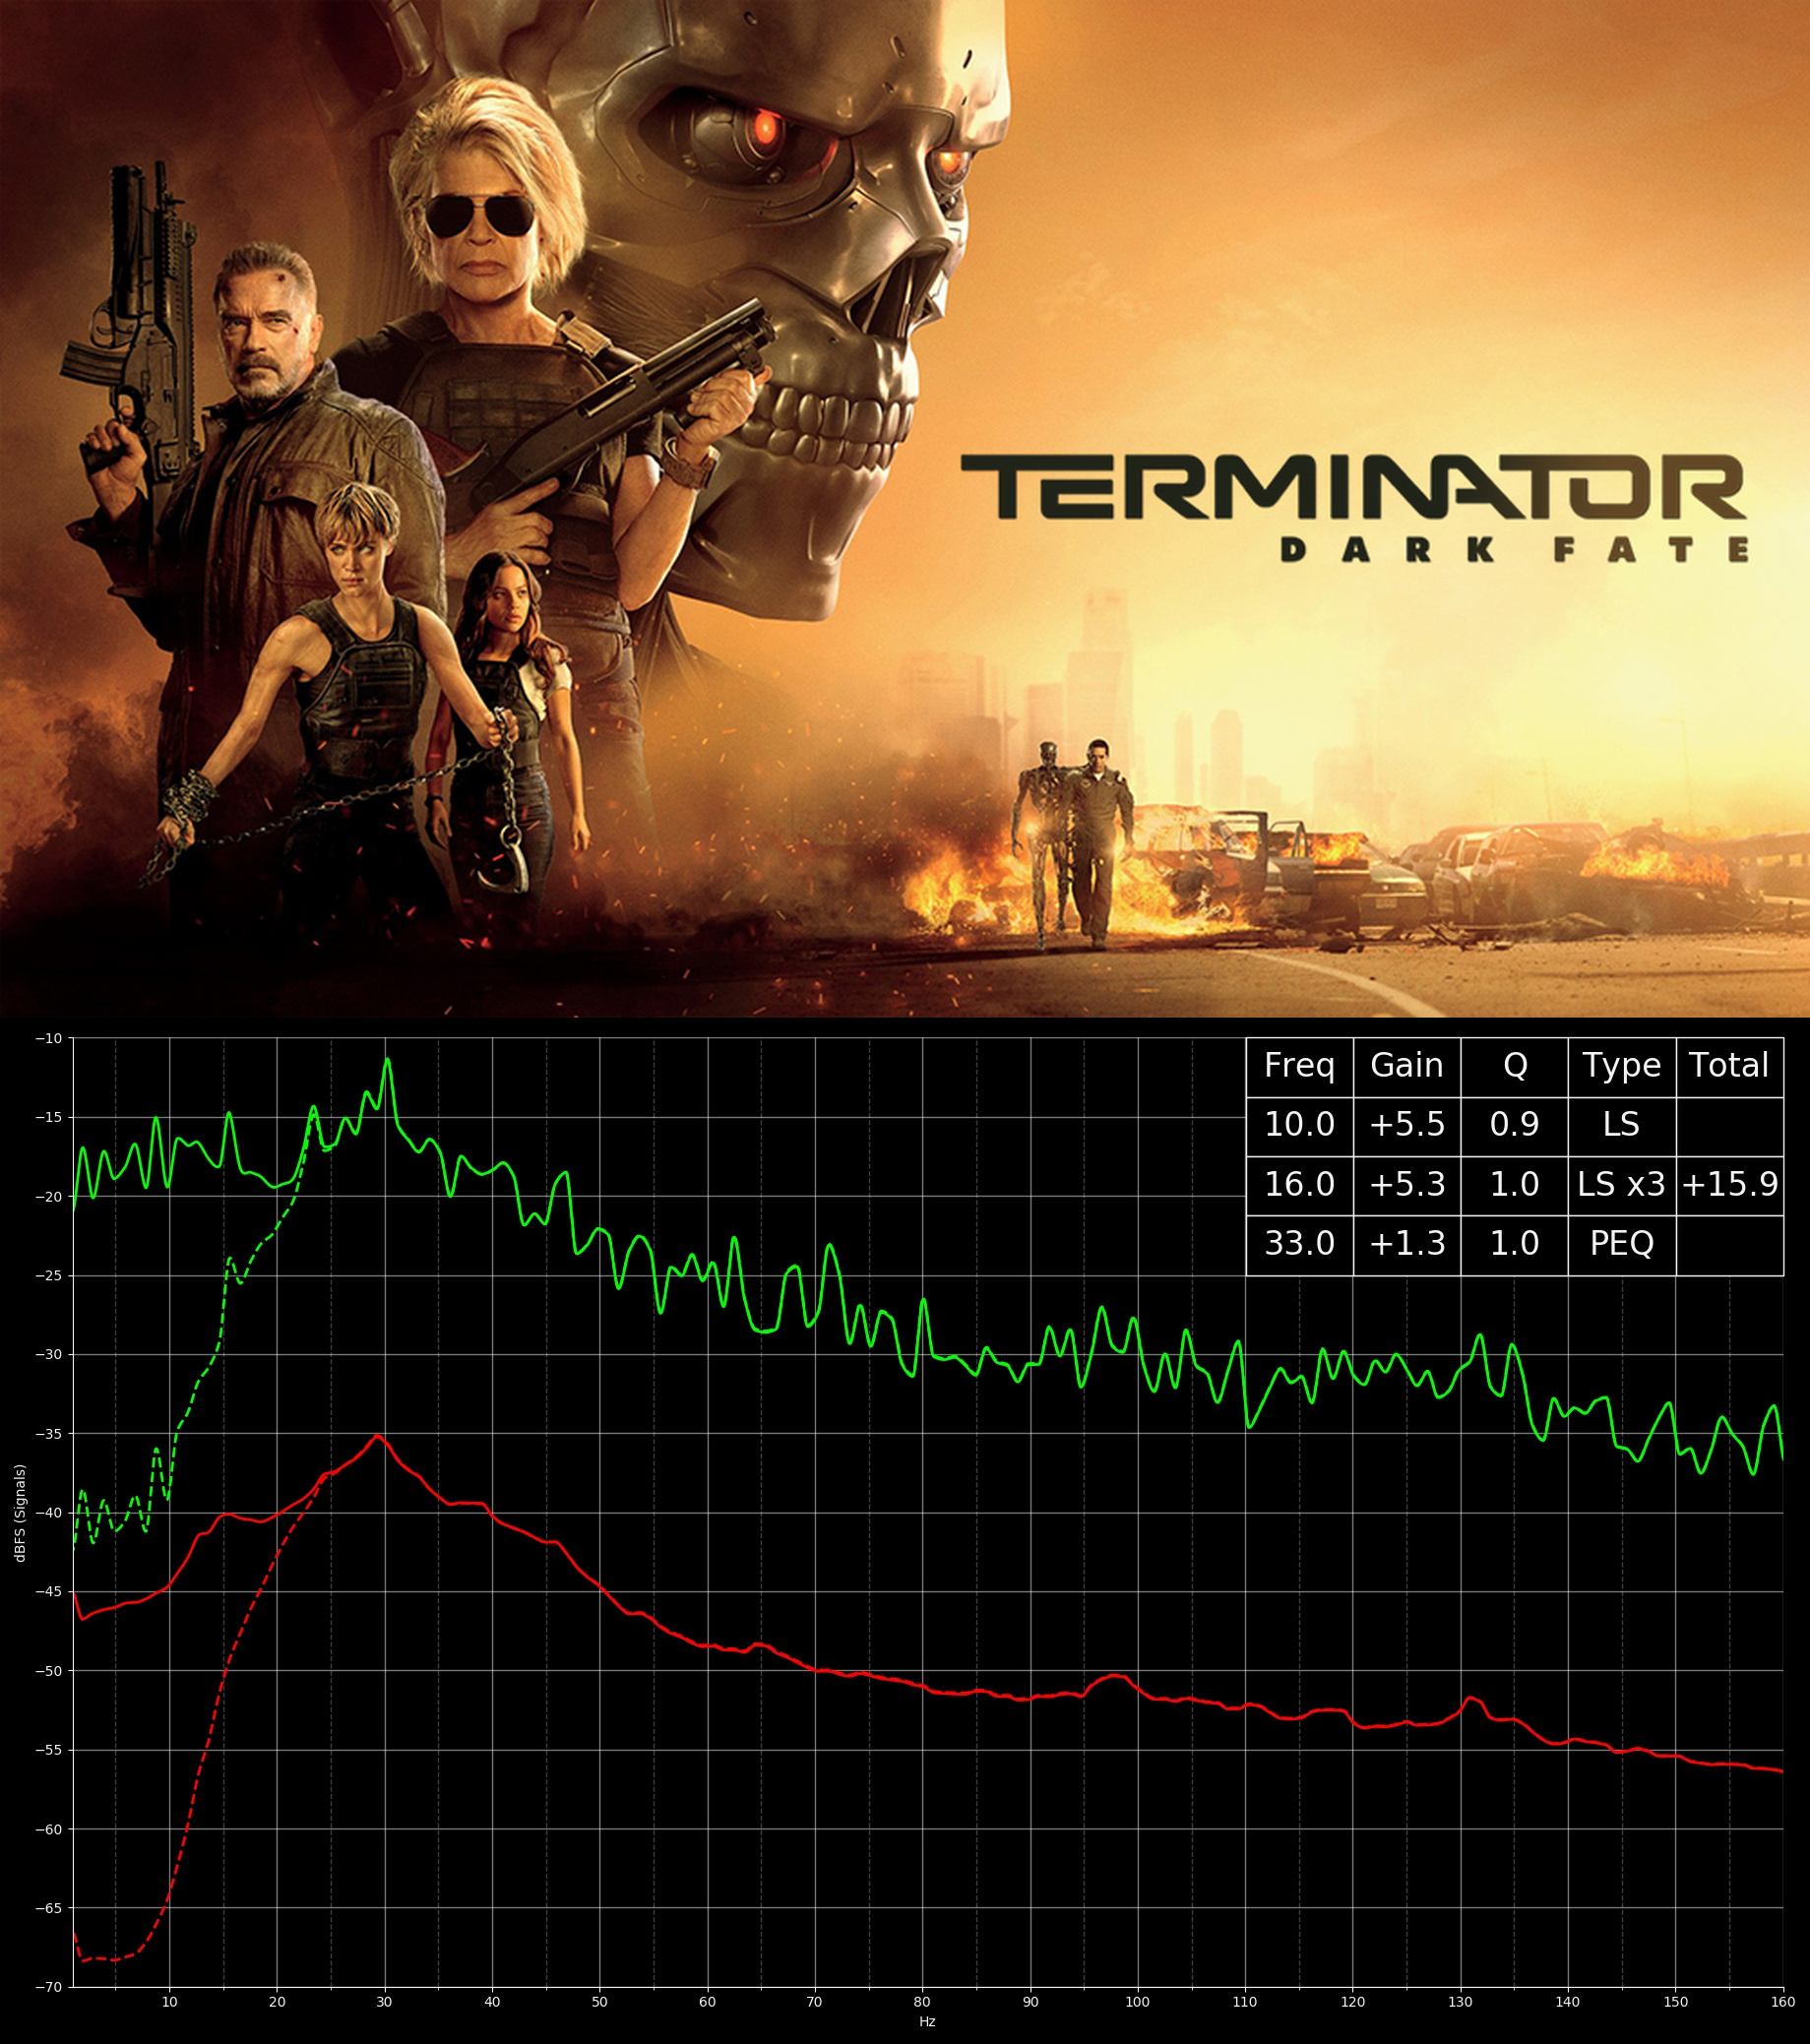 TERMINATOR
DARK FATE
Freq Gain Q Type Total
10.0 +5.5 0.9 LS
16.0 +5.3 1.0 LS x3 +15.9
33.0 +1.3 1.0 PEQ
−10
−15
−20
−25
−30
−35
−40
−45
−50
−55
−60
−65
−70
dBFS (Signals)
10 20 30 40 50 60 70 80 90 100 110 120 130 140 150 160
Hz